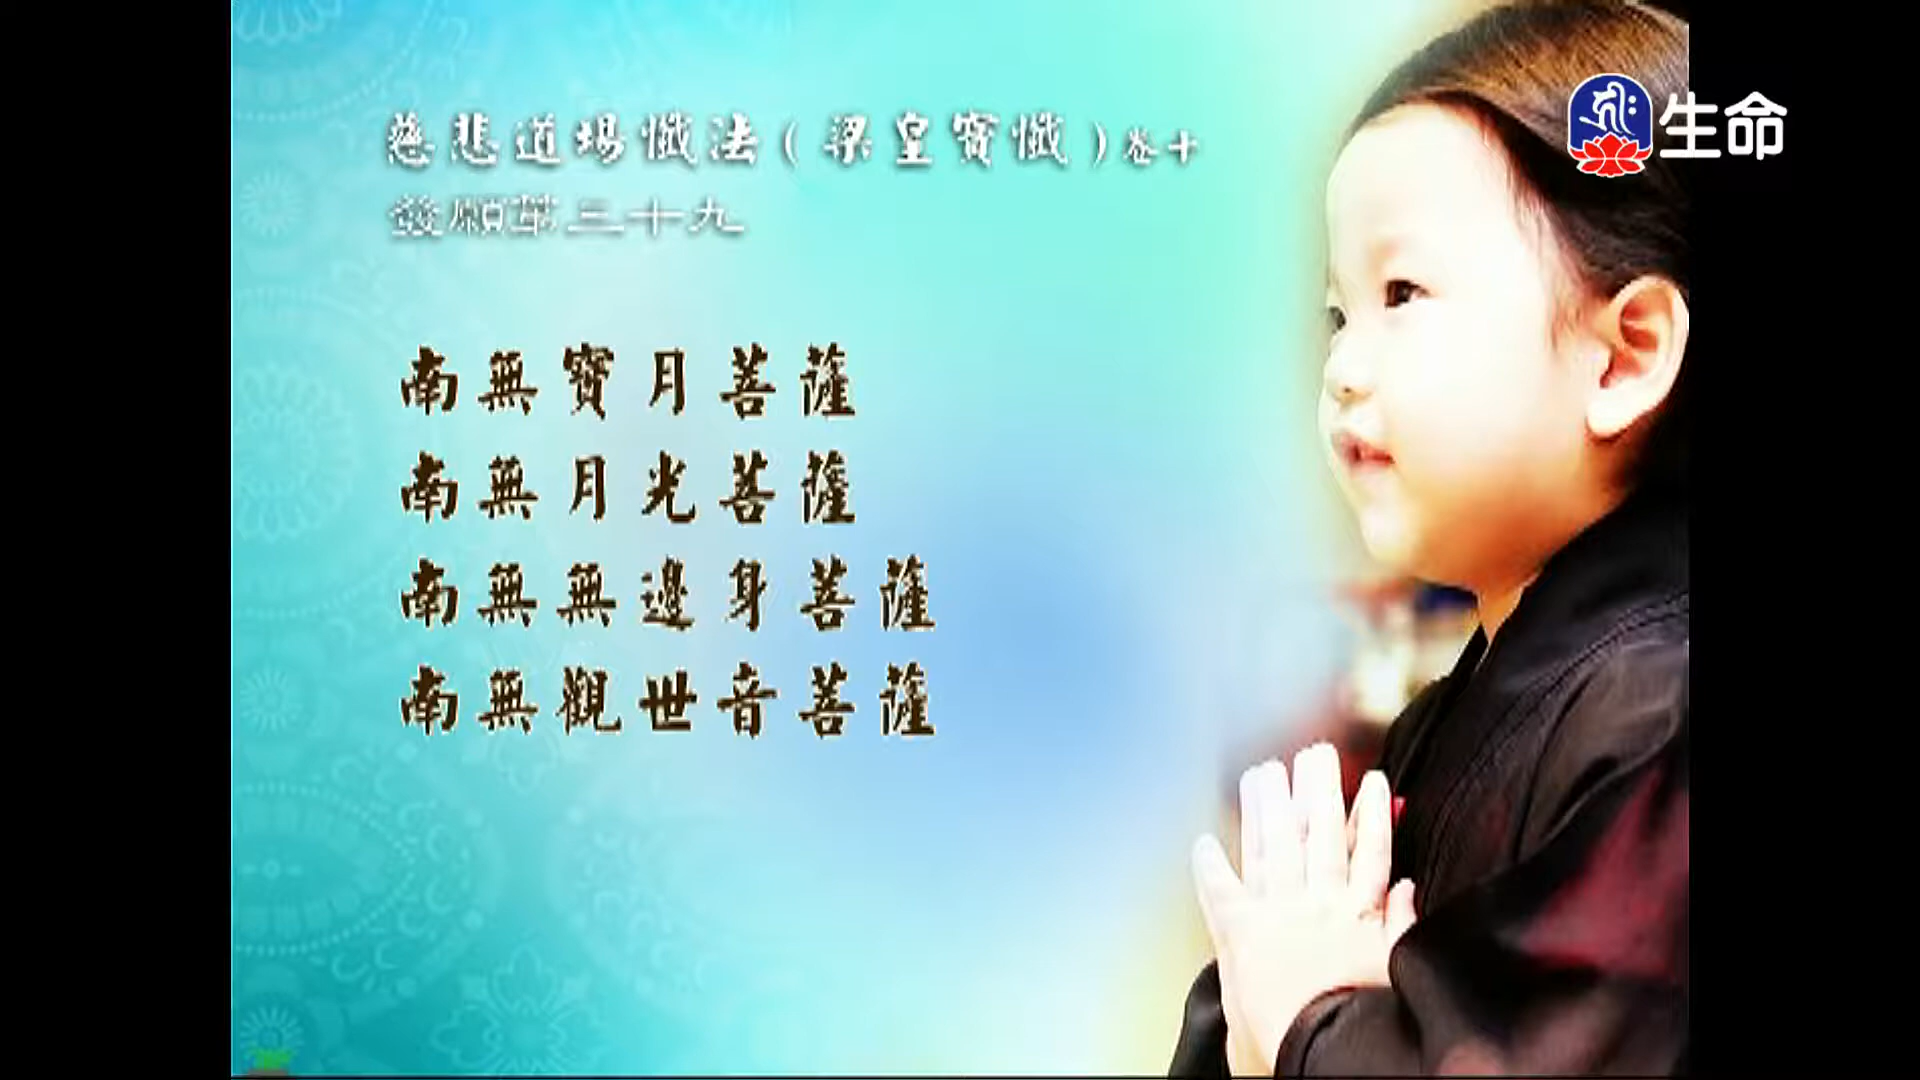 慈悲道場懺法(梁皇寶懺)卷十
發願第三十九
南無寶月菩薩
南無月光菩薩
南無無邊身菩薩
南無觀世音菩薩
生命